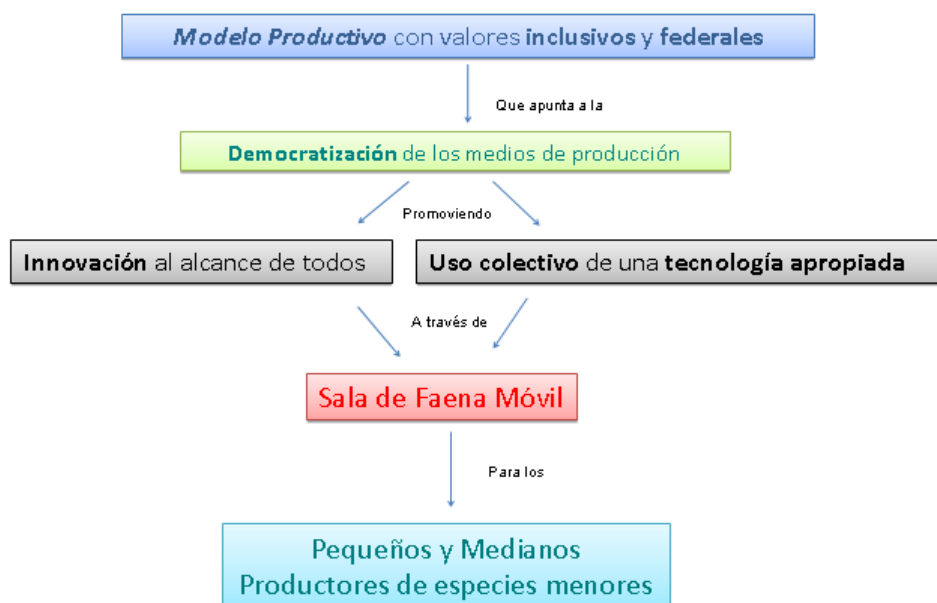 Modelo Productivo con valores inclusivos y federales
Que apunta a la
Democratización de los medios de producción
Promoviendo
Innovación al alcance de todos
Uso colectivo de una tecnología apropiada
A través de
Sala de Faena Móvil
Para los
Pequeños y Medianos
Productores de especies menores